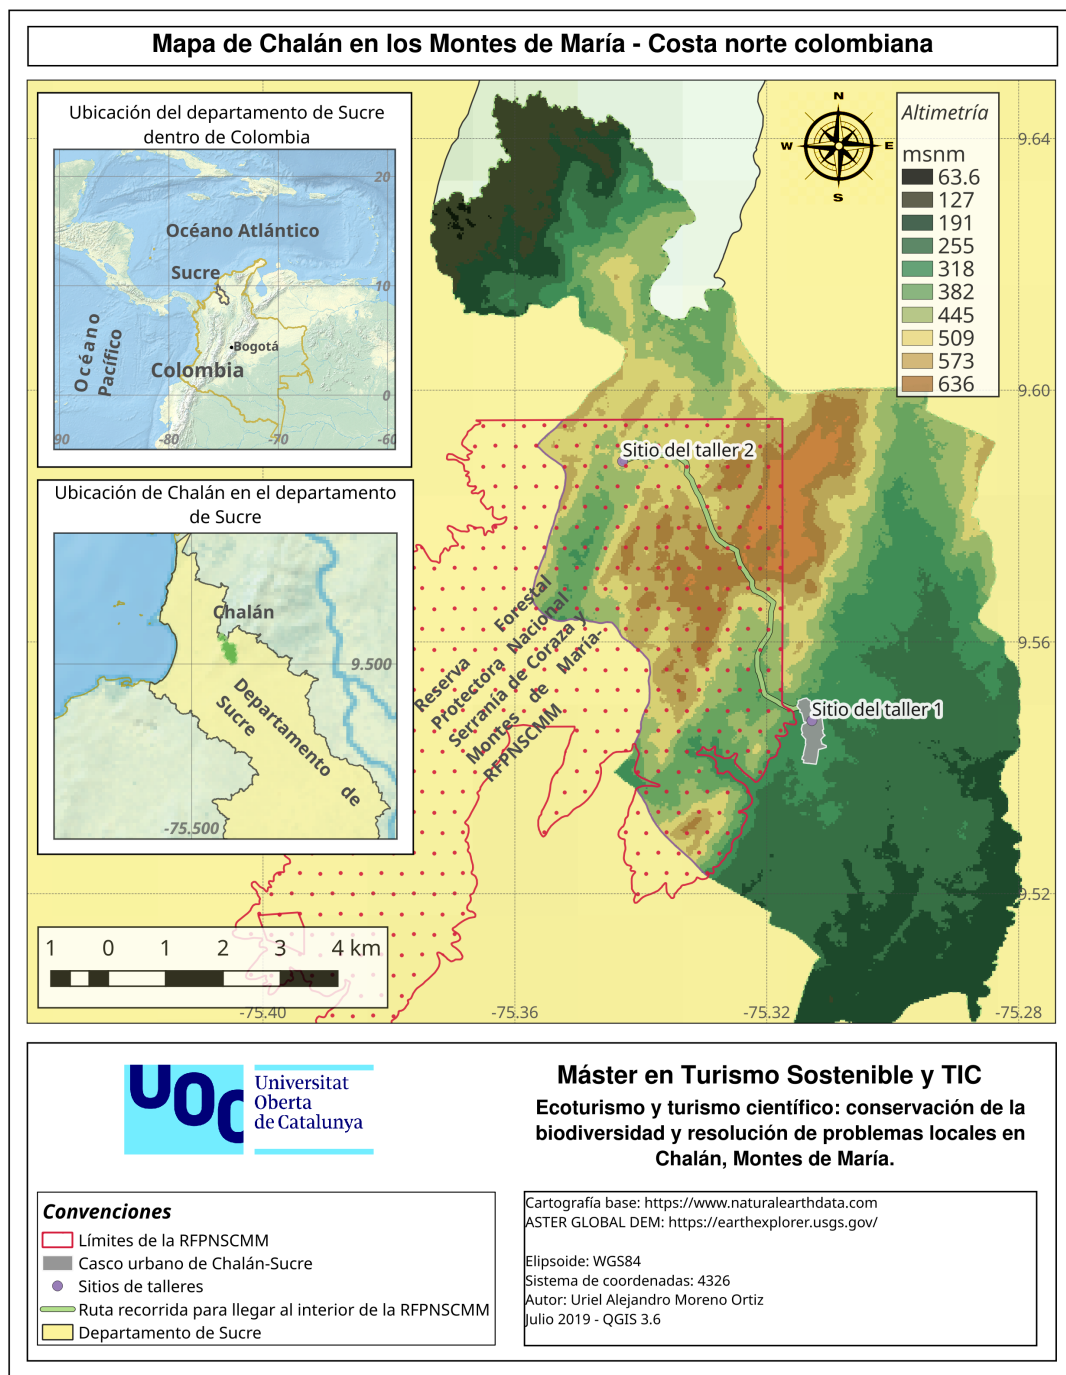 Mapa de Chalán en los Montes de María - Costa norte colombiana
Ubicación del departamento de Sucre
dentro de Colombia
20
Océano Atlántico
Sucre
10
Océano
Pacífico
Bogotá
Colombia
0
90
-80
-70
-60
N
W
E
S
Altimetría
msnm
63.6
127
191
255
318
382
445
509
573
636
9.64
9.60
9.56
9.52
Ubicación de Chalán en el departamento
de Sucre
Chalán
9.500
Departamento de
Sucre
-75.500
Sitio del taller 2
Sitio del taller 1
Reserva Forestal
Protectora Nacional
Serranía de Coraza y
Montes de María-
RFPNSCMM
1 0 1 2 3 4 km
-75.40
-75.36
-75.32
-75.28
UOC
Universitat
Oberta
de Catalunya
Máster en Turismo Sostenible y TIC
Ecoturismo y turismo científico: conservación de la
biodiversidad y resolución de problemas locales en
Chalán, Montes de María.
Convenciones
Límites de la RFPNSCMM
Casco urbano de Chalán-Sucre
Sitios de talleres
Ruta recorrida para llegar al interior de la RFPNSCMM
Departamento de Sucre
Cartografía base: https://www.naturalearthdata.com
ASTER GLOBAL DEM: https://earthexplorer.usgs.gov/
Elipsoide: WGS84
Sistema de coordenadas: 4326
Autor: Uriel Alejandro Moreno Ortiz
Julio 2019 - QGIS 3.6